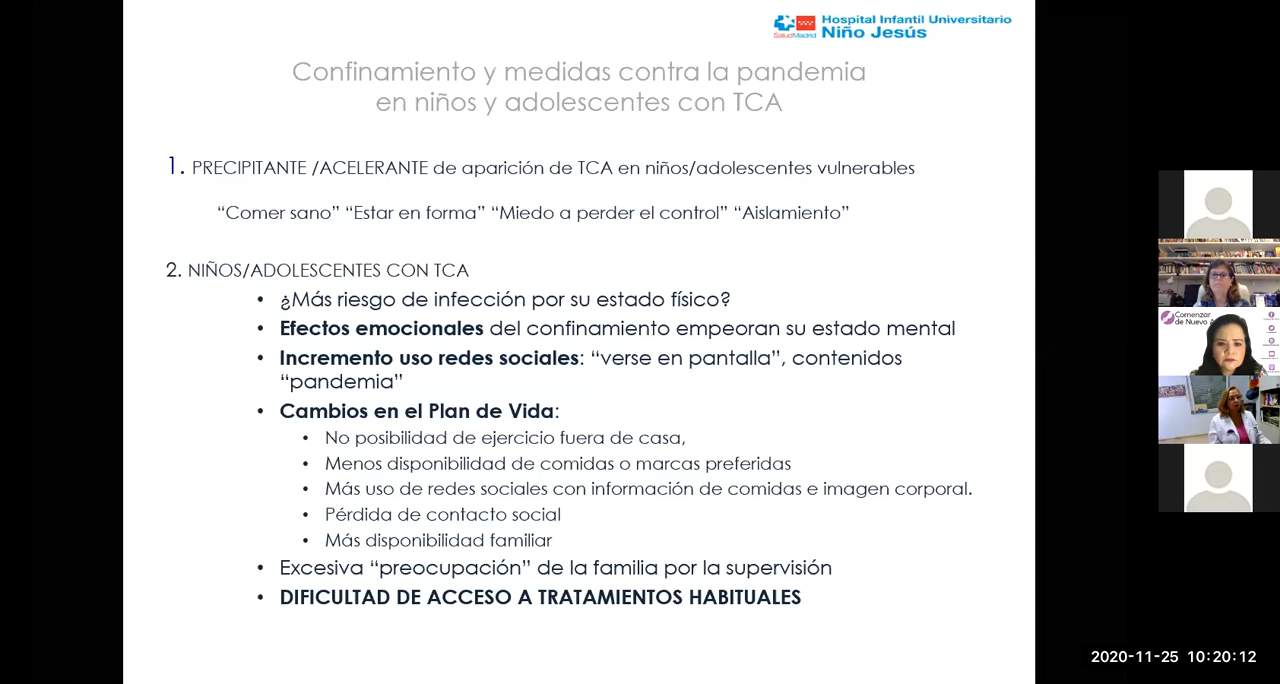 Hospital Infantil Universitario
SaludMadrid Niño Jesús
Confinamiento y medidas contra la pandemia
en niños y adolescentes con TCA
1. PRECIPITANTE /ACELERANTE de aparición de TCA en niños/adolescentes vulnerables
“Comer sano” “Estar en forma” “Miedo a perder el control” “Aislamiento”
2. NIÑOS/ADOLESCENTES CON TCA
• ¿Más riesgo de infección por su estado físico?
• Efectos emocionales del confinamiento empeoran su estado mental
• Incremento uso redes sociales: “verse en pantalla”, contenidos
“pandemia”
• Cambios en el Plan de Vida:
• No posibilidad de ejercicio fuera de casa,
• Menos disponibilidad de comidas o marcas preferidas
• Más uso de redes sociales con información de comidas e imagen corporal.
• Pérdida de contacto social
• Más disponibilidad familiar
• Excesiva “preocupación” de la familia por la supervisión
• DIFICULTAD DE ACCESO A TRATAMIENTOS HABITUALES
Comenzar
de Nuevo
2020-11-25 10:20:12